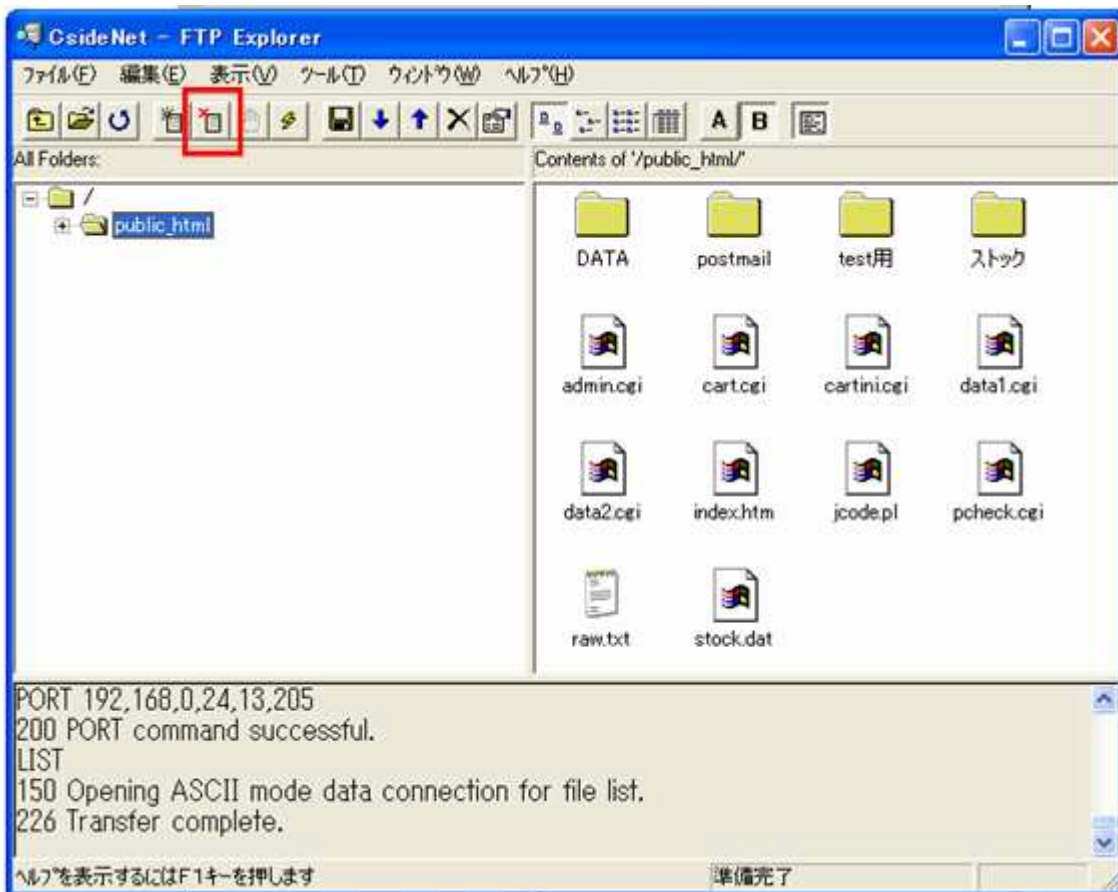 CsideNet - FTP Explorer
ファイル(F) 編集(E) 表示(V) ツール(T) ウィンドウ(W) ヘルプ(H)
A B
All Folders: Contents of '/public_html/'
/
public_html
DATA postmail test用 ストック
admin.cgi cart.cgi cartini.cgi data1.cgi
data2.cgi index.htm jcode.pl pcheck.cgi
raw.txt stock.dat
PORT 192,168,0,24,13,205
200 PORT command successful.
LIST
150 Opening ASCII mode data connection for file list.
226 Transfer complete.
ヘルプを表示するにはF1キーを押します 準備完了